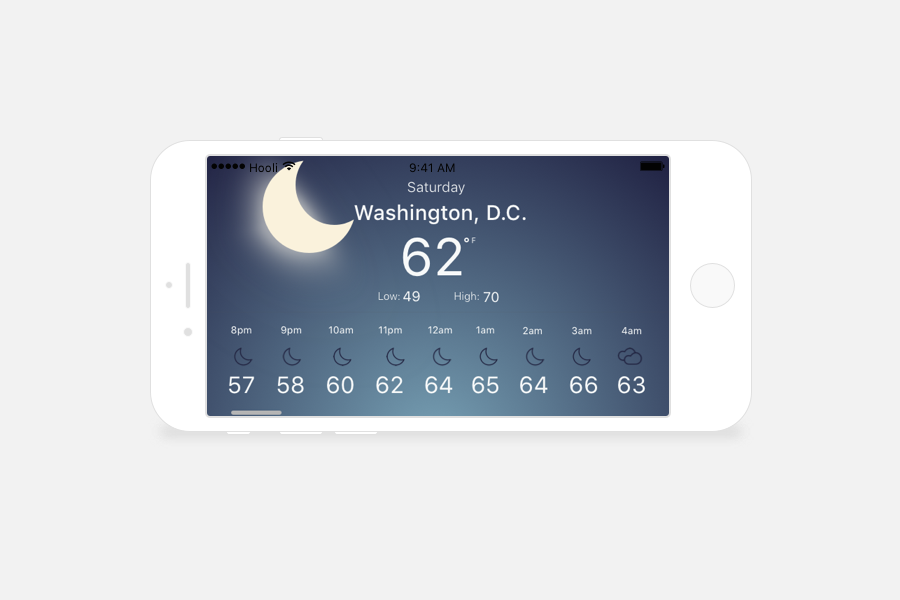 Hooli 9:41 AM
Saturday
Washington, D.C.
62°F
Low: 49 High: 70
8pm 9pm 10am 11pm 12am 1am 2am 3am 4am
57 58 60 62 64 65 64 66 63